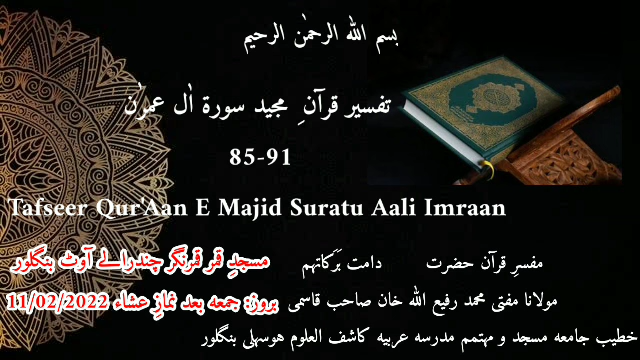 بسم اللہ الرحمٰن الرحیم
تفسیر قرآنِ مجید سورۃ اٰل عمرٰن
85-91
Tafseer Qur'Aan E Majid Suratu Aali Imraan
مفسرِ قرآن حضرت دامت بَرَکاتہم
مسجدِ قمر قمرنگر چندرالے آوٹ بنگلور
مولانا مفتی محمد رفیع اللہ خان صاحب قاسمی
بروز: جمعہ بعد نمازِ عشاء 11/02/2022
خطیب جامعہ مسجد و مہتمم مدرسہ عربیہ کاشف العلوم ہوسہلی بنگلور